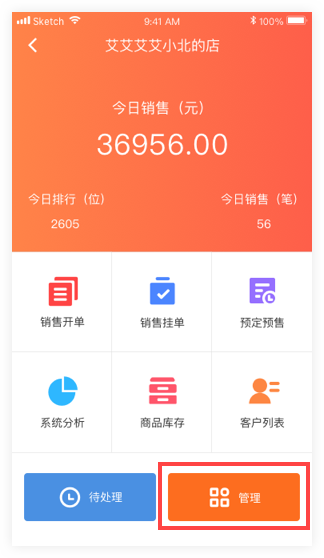 Sketch 9:41 AM 100%
艾艾艾艾小北的店
今日销售（元）
36956.00
今日排行（位） 今日销售（笔）
2605 56
销售开单 销售挂单 预定预售
系统分析 商品库存 客户列表
待处理 管理